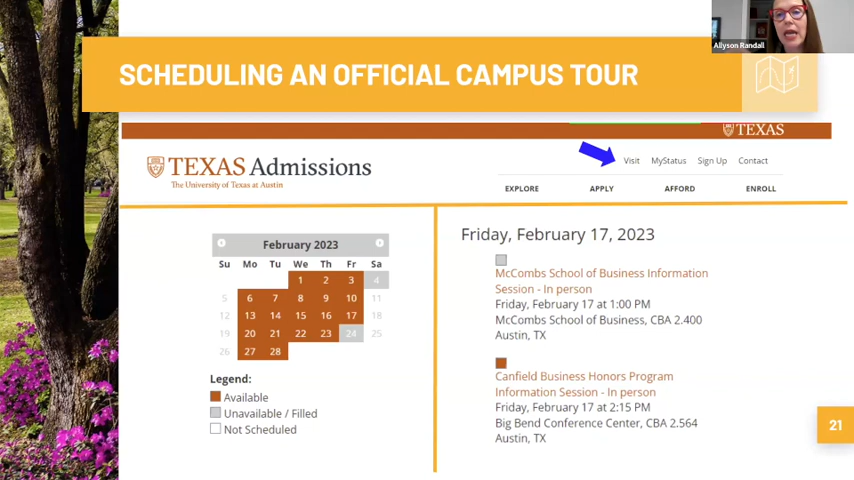 Allyson Randall
SCHEDULING AN OFFICIAL CAMPUS TOUR
TEXAS
TEXAS Admissions
The University of Texas at Austin
Visit MyStatus Sign Up Contact
EXPLORE APPLY AFFORD ENROLL
February 2023
Su Mo Tu We Th Fr Sa
1 2 3 4
5 6 7 8 9 10 11
12 13 14 15 16 17 18
19 20 21 22 23 24 25
26 27 28
Legend:
Available
Unavailable / Filled
Not Scheduled
Friday, February 17, 2023
McCombs School of Business Information
Session - In person
Friday, February 17 at 1:00 PM
McCombs School of Business, CBA 2.400
Austin, TX
Canfield Business Honors Program
Information Session - In person
Friday, February 17 at 2:15 PM
Big Bend Conference Center, CBA 2.564
Austin, TX
21